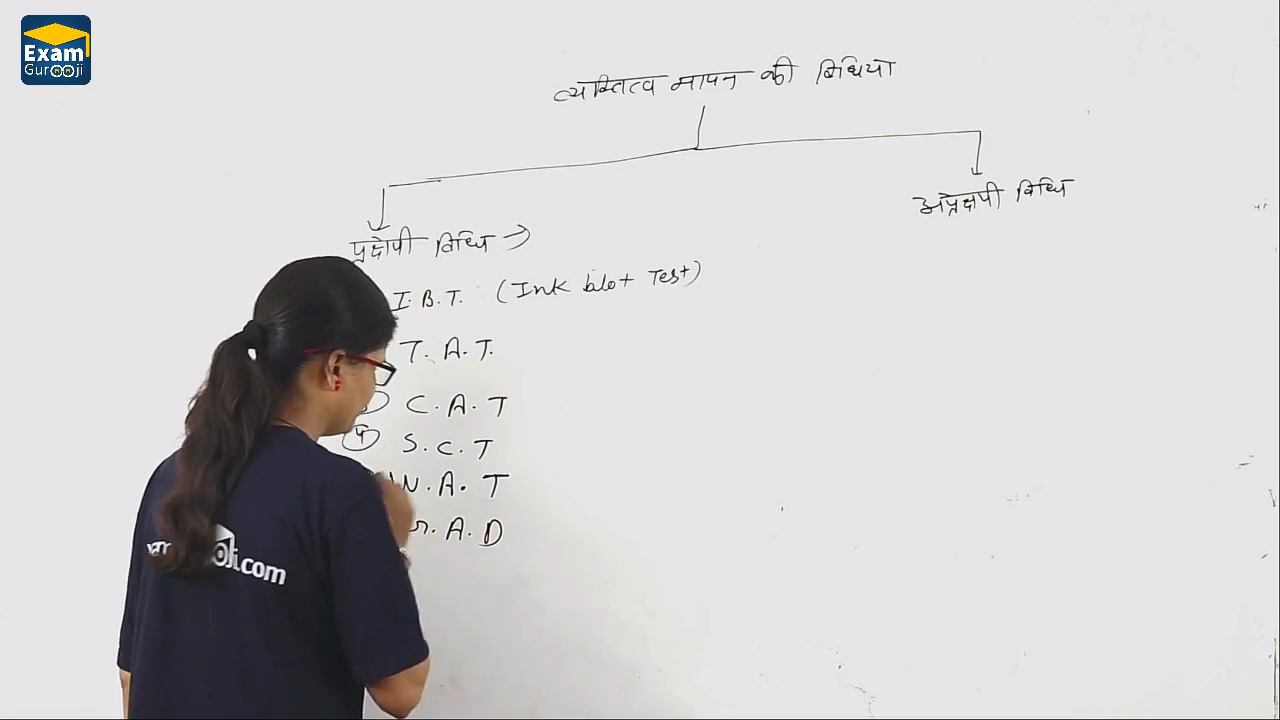 Exam
Gurooji
व्यक्तित्व मापन की विधिया
प्रक्षेपी विधि →
अप्रक्षेपी विधि
I. B. T. (Ink blot Test)
T. A. T.
C. A. T
4 S. C. T
W. A. T
A. D
.com